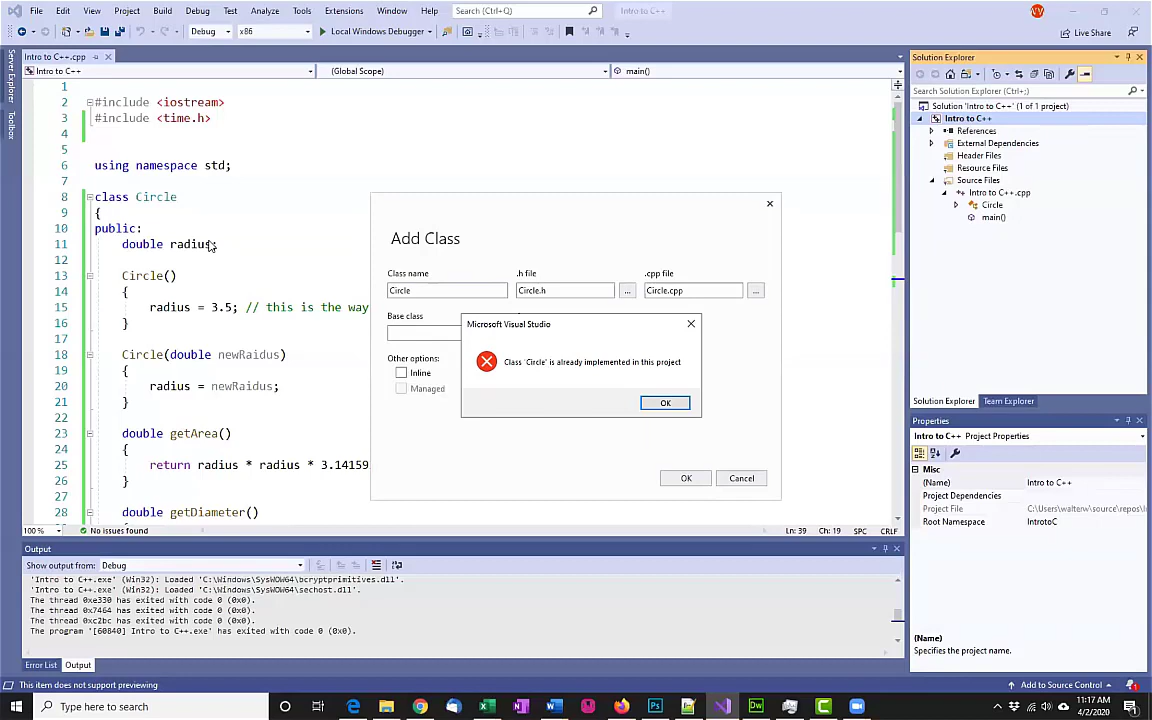 File Edit View Project Build Debug Test Analyze Tools Extensions Window Help Search (Ctrl+Q) Intro to C++ WV
Debug x86 Local Windows Debugger Live Share
Server Explorer
Toolbox
Intro to C++.cpp
Intro to C++ (Global Scope) main()
1
2 #include <iostream>
3 #include <time.h>
4
5
6 using namespace std;
7
8 class Circle
9 {
10 public:
11 double radius;
12
13 Circle()
14 {
15 radius = 3.5; // this is the way
16 }
17
18 Circle(double newRaidus)
19 {
20 radius = newRaidus;
21 }
22
23 double getArea()
24 {
25 return radius * radius * 3.14159
26 }
27
28 double getDiameter()
100 % No issues found Ln: 39 Ch: 19 SPC CRLF
Add Class
Class name .h file .cpp file
Circle Circle.h ... Circle.cpp ...
Base class
Other options:
Inline
Managed
OK Cancel
Microsoft Visual Studio
Class 'Circle' is already implemented in this project
OK
Output
Show output from: Debug
'Intro to C++.exe' (Win32): Loaded 'C:\Windows\SysWOW64\bcryptprimitives.dll'.
'Intro to C++.exe' (Win32): Loaded 'C:\Windows\SysWOW64\sechost.dll'.
The thread 0xe330 has exited with code 0 (0x0).
The thread 0x7464 has exited with code 0 (0x0).
The thread 0xc2bc has exited with code 0 (0x0).
The program '[60840] Intro to C++.exe' has exited with code 0 (0x0).
Error List Output
Solution Explorer
Search Solution Explorer (Ctrl+;)
Solution 'Intro to C++' (1 of 1 project)
Intro to C++
References
External Dependencies
Header Files
Resource Files
Source Files
Intro to C++.cpp
Circle
main()
Solution Explorer Team Explorer
Properties
Intro to C++ Project Properties
Misc
(Name) Intro to C++
Project Dependencies
Project File C:\Users\walterw\source\repos\In
Root Namespace IntrotoC
(Name)
Specifies the project name.
This item does not support previewing Add to Source Control
Type here to search 11:17 AM
4/2/2020